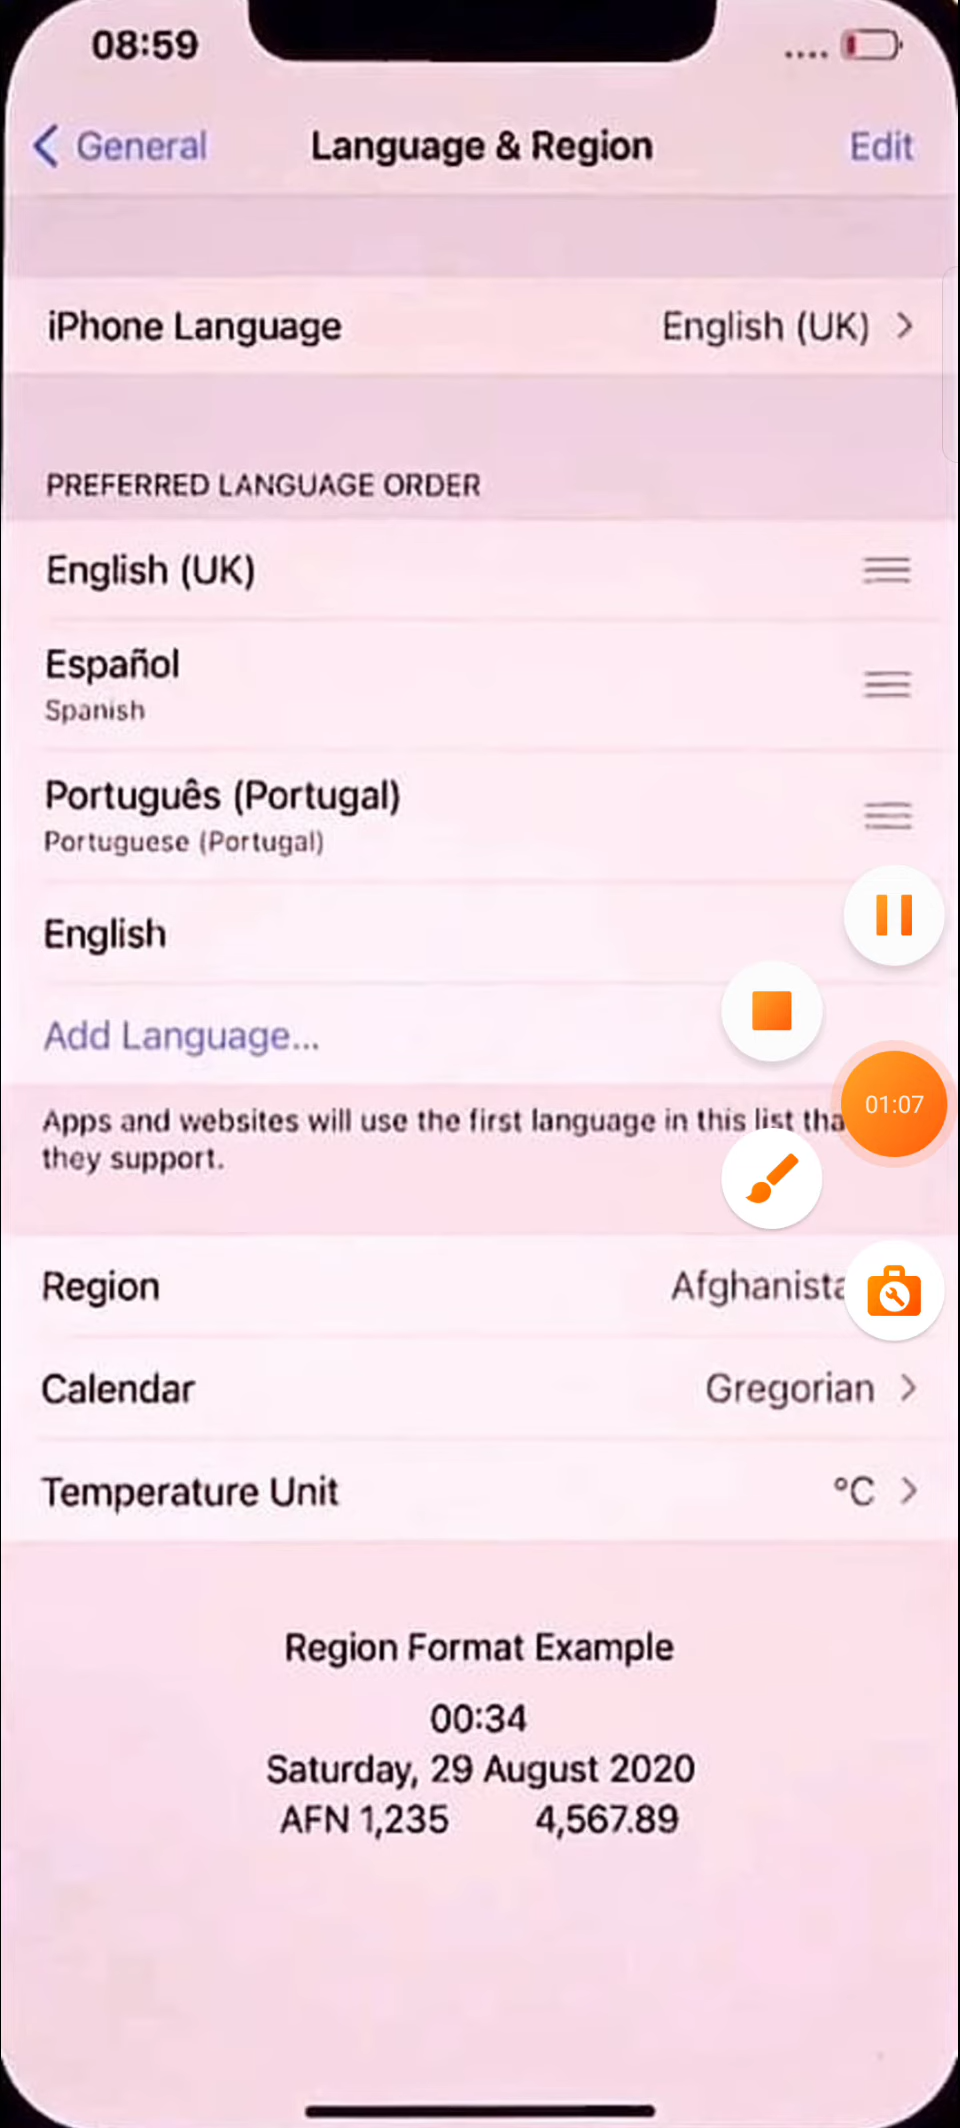 08:59
General
Language & Region
Edit
iPhone Language
English (UK)
PREFERRED LANGUAGE ORDER
English (UK)
Español
Spanish
Português (Portugal)
Portuguese (Portugal)
English
Add Language...
01:07
Apps and websites will use the first language in this list tha
they support.
Region
Afghanista
Calendar
Gregorian
Temperature Unit
°C
Region Format Example
00:34
Saturday, 29 August 2020
AFN 1,235 4,567.89